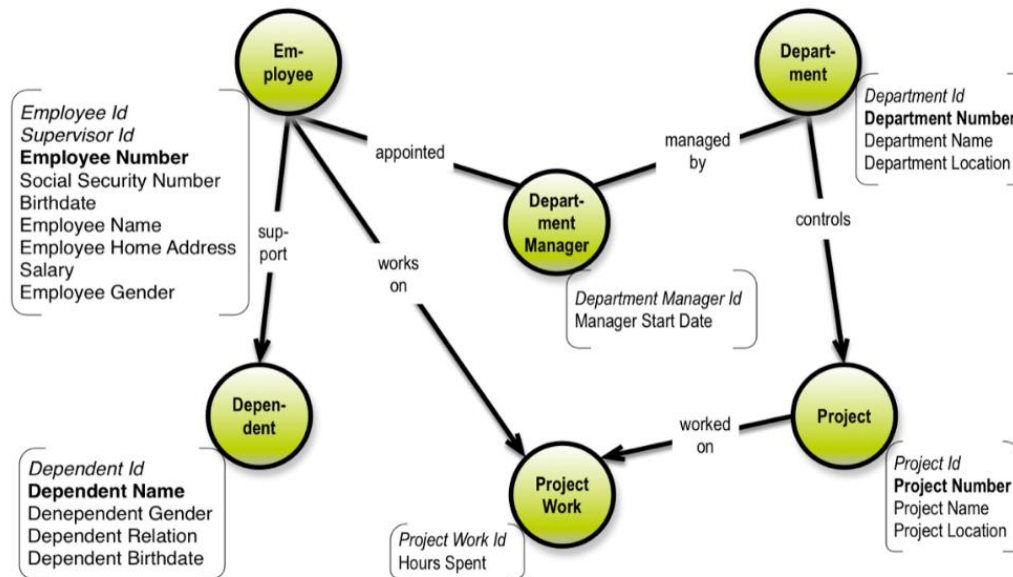 Em-
ployee
Depart-
ment
Employee Id
Supervisor Id
Employee Number
Social Security Number
Birthdate
Employee Name
Employee Home Address
Salary
Employee Gender
appointed
managed
by
Department Id
Department Number
Department Name
Department Location
Depart-
ment
Manager
sup-
port
works
on
controls
Department Manager Id
Manager Start Date
Depen-
dent
worked
on
Project
Dependent Id
Dependent Name
Denependent Gender
Dependent Relation
Dependent Birthdate
Project
Work
Project Work Id
Hours Spent
Project Id
Project Number
Project Name
Project Location